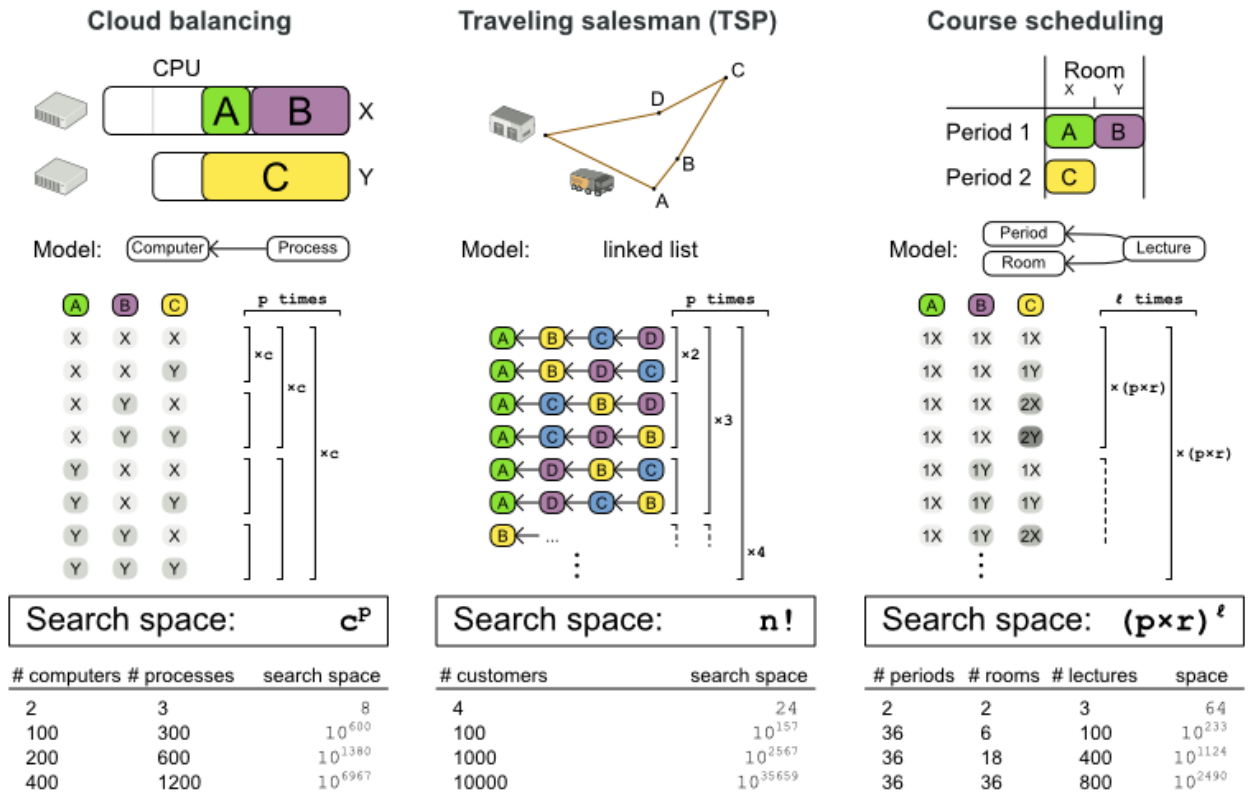 Cloud balancing
CPU
A B X
C Y
Model: Computer Process
A B C p times
X X X
X X Y ×c
X Y X ×c
X Y Y
Y X X ×c
Y X Y
Y Y X
Y Y Y
Search space: c^p
# computers # processes search space
2 3 8
100 300 10^600
200 600 10^1380
400 1200 10^6967
Traveling salesman (TSP)
C
D
B
A
Model: linked list
p times
A B C D
A B D C ×2
A C B D
A C D B ×3
A D B C
A D C B
B ...
×4
Search space: n!
# customers search space
4 24
100 10^157
1000 10^2567
10000 10^35659
Course scheduling
Room
X Y
Period 1 A B
Period 2 C
Model: Period Room Lecture
A B C ℓ times
1X 1X 1X
1X 1X 1Y
1X 1X 2X ×(p×r)
1X 1X 2Y
1X 1Y 1X ×(p×r)
1X 1Y 1Y
1X 1Y 2X
Search space: (p×r)^ℓ
# periods # rooms # lectures space
2 2 3 64
36 6 100 10^233
36 18 400 10^1124
36 36 800 10^2490